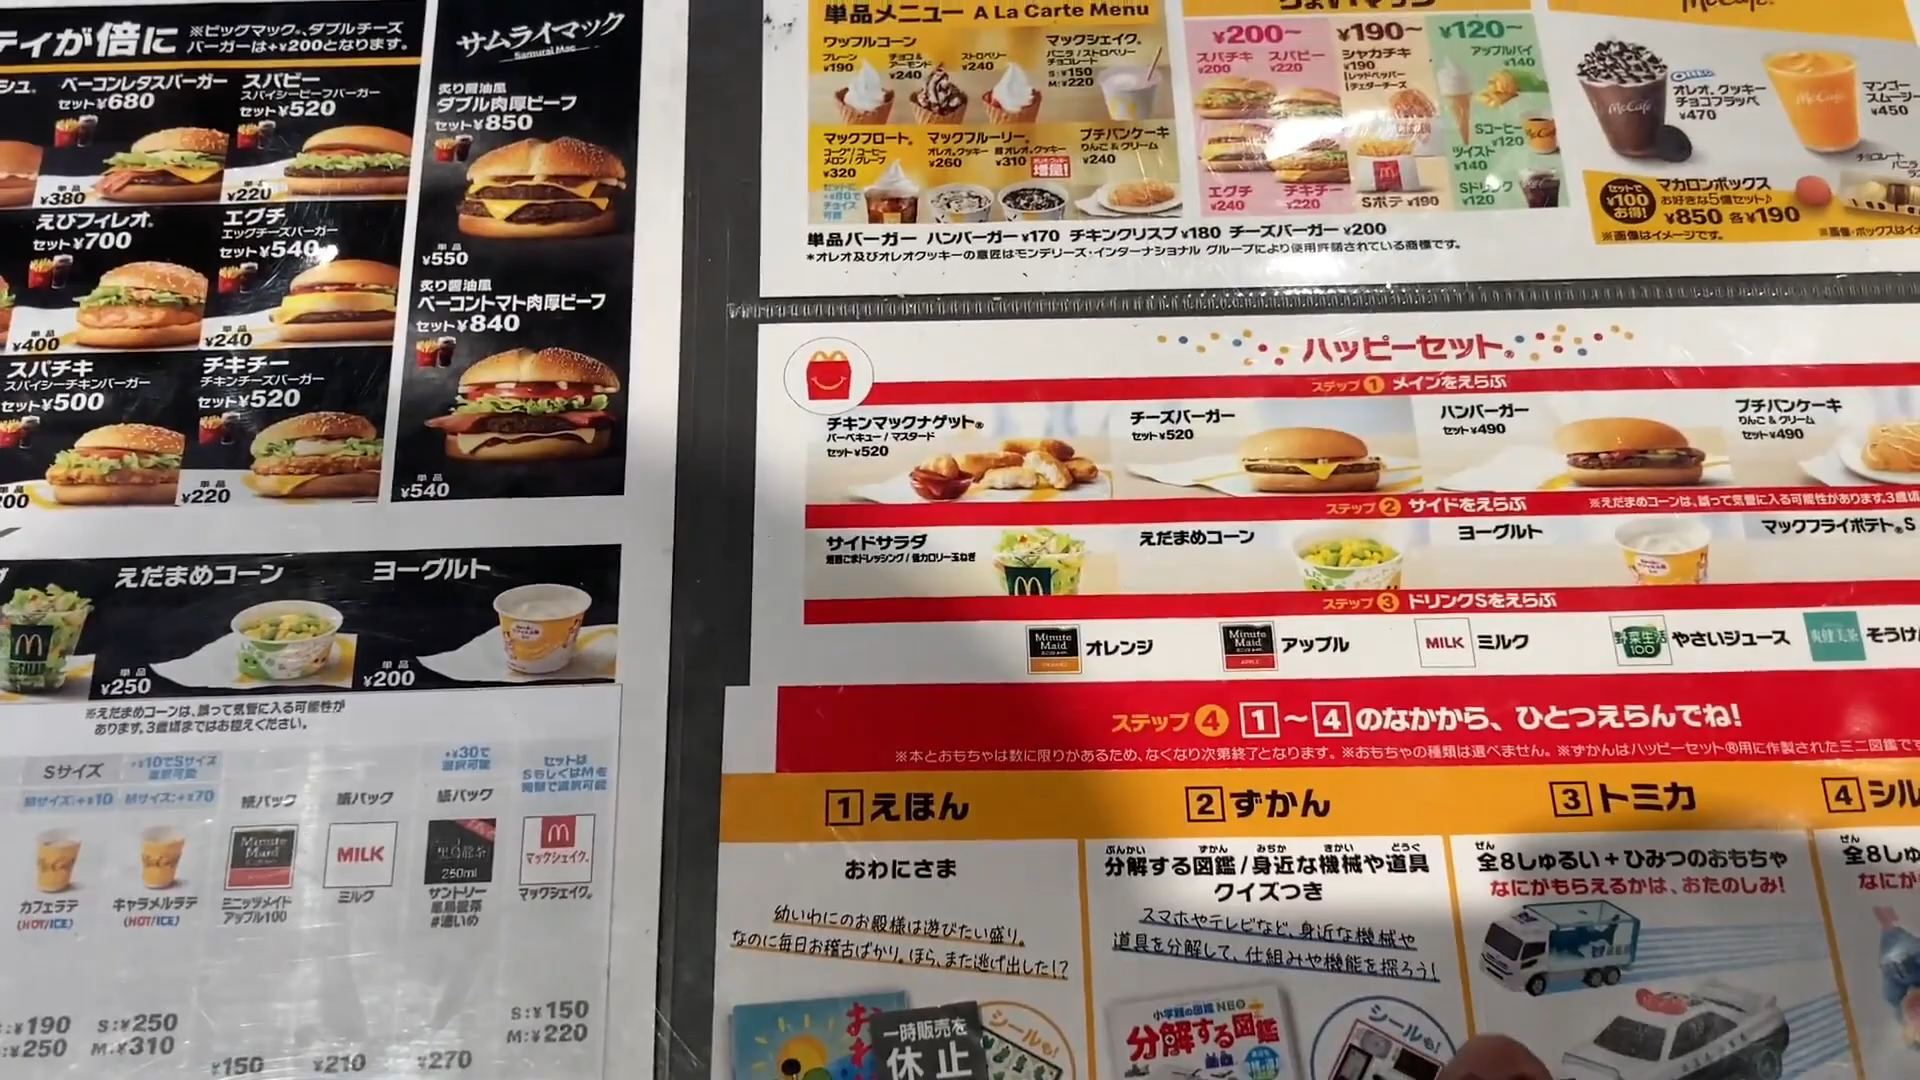 ティが倍に
※ビッグマック®、ダブルチーズ
バーガーは+¥200となります。
ベーコンレタスバーガー
セット¥680
単品
¥380
スパビー
スパイシービーフバーガー
セット¥520
単品
¥220
えびフィレオ®
セット¥700
単品
¥400
エグチ
エッグチーズバーガー
セット¥540
単品
¥240
スパチキ
スパイシーチキンバーガー
セット¥500
チキチー
チキンチーズバーガー
セット¥520
単品
¥220
サムライマック
Samurai Mac
炙り醤油風
ダブル肉厚ビーフ
セット¥850
単品
¥550
炙り醤油風
ベーコントマト肉厚ビーフ
セット¥840
単品
¥540
えだまめコーン
単品
¥250
ヨーグルト
単品
¥200
※えだまめコーンは、誤って気管に入る可能性が
あります。3歳頃まではお控えください。
Sサイズ
Mサイズ:+¥10
+¥10でSサイズ
選択可能
Mサイズ:+¥70
紙パック
紙パック
+¥30で
選択可能
紙パック
セットは
SもしくはMを
同額で選択可能
カフェラテ
(HOT/ICE)
キャラメルラテ
(HOT/ICE)
Minute
Maid
ミニッツメイド
アップル100
MILK
ミルク
黒烏龍茶
250ml
サントリー
黒烏龍茶
#濃いめ
マックシェイク®
マックシェイク®
¥190
¥250
S:¥250
M:¥310
¥150
¥210
¥270
S:¥150
M:¥220
単品メニュー A La Carte Menu
ワッフルコーン
プレーン
¥190
チョコ&
アーモンド
¥240
ストロベリー
¥240
マックシェイク®
バニラ/ストロベリー
チョコレート
S:¥150
M:¥220
マックフロート®
コーク®/コーヒー
メロン/グレープ
¥320
セットに
+¥80で
チョイス
可能
マックフルーリー®
オレオ®クッキー
¥260
超オレオ®クッキー
¥310
増量!
プチパンケーキ
りんご&クリーム
¥240
¥200~
スパチキ
¥200
スパビー
¥220
エグチ
¥240
チキチー
¥220
¥190~
シャカチキ
¥190
レッドペッパー
チェダーチーズ
Sポテ ¥190
¥120~
アップルパイ
¥140
Sコーヒー
¥120
ツイスト
¥140
Sドリンク
¥120
単品バーガー ハンバーガー¥170 チキンクリスプ¥180 チーズバーガー¥200
*オレオ及びオレオクッキーの意匠はモンデリーズ・インターナショナル グループにより使用許諾されている商標です。
McCafé®
OREO
オレオ® クッキー
チョコフラッペ
¥470
マンゴー
スムージー
¥450
セットで
¥100
お得!
マカロンボックス
お好きな5個セット♪
¥850 各¥190
※画像はイメージです。
ハッピーセット®
ステップ1 メインをえらぶ
チキンマックナゲット®
バーベキュー/マスタード
セット¥520
チーズバーガー
セット¥520
ハンバーガー
セット¥490
プチパンケーキ
りんご&クリーム
セット¥490
ステップ2 サイドをえらぶ
※えだまめコーンは、誤って気管に入る可能性があります。3歳頃
サイドサラダ
焙煎ごまドレッシング/低カロリー玉ねぎ
えだまめコーン
ヨーグルト
マックフライポテト®S
ステップ3 ドリンクSをえらぶ
Minute
Maid
オレンジ
Minute
Maid
アップル
MILK
ミルク
野菜生活
100
やさいジュース
爽健美茶
そうけん
ステップ4 1~4のなかから、ひとつえらんでね!
※本とおもちゃは数に限りがあるため、なくなり次第終了となります。※おもちゃの種類は選べません。※ずかんはハッピーセット®用に作製されたミニ図鑑です
1 えほん
おわにさま
幼いわにのお殿様は遊びたい盛り。
なのに毎日お稽古ばかり。ほら、また逃げ出した!?
一時販売を
休止
シールも!
2 ずかん
分解する図鑑/身近な機械や道具
クイズつき
スマホやテレビなど、身近な機械や
道具を分解して、仕組みや機能を探ろう!
小学館の図鑑NEO
分解する図鑑
シールも!
3 トミカ
全8しゅるい+ひみつのおもちゃ
なにがもらえるかは、おたのしみ!
4 シル
全8しゅ
なにが